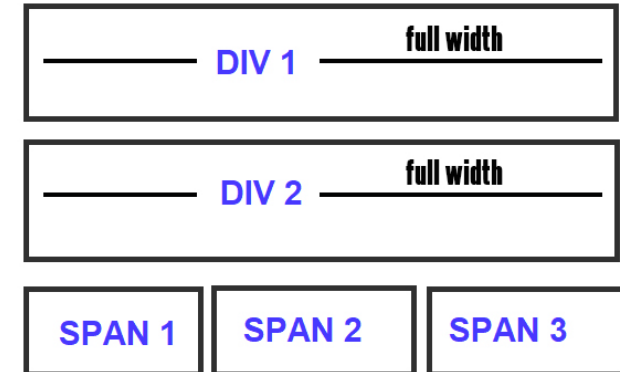 full width
DIV 1
full width
DIV 2
SPAN 1 SPAN 2 SPAN 3